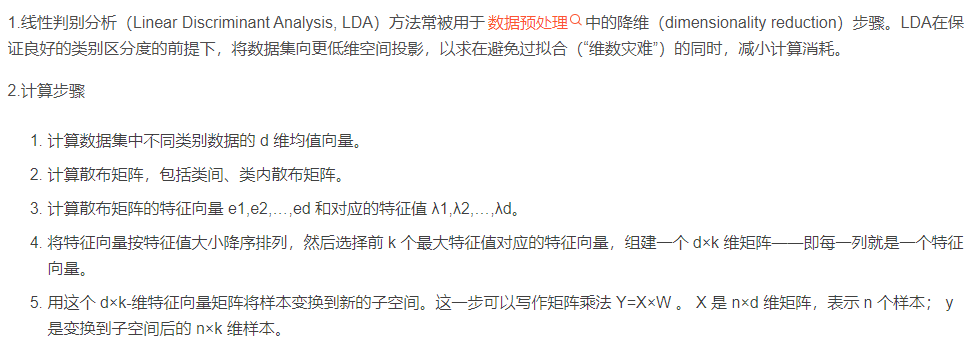 1.线性判别分析（Linear Discriminant Analysis, LDA）方法常被用于 数据预处理 中的降维（dimensionality reduction）步骤。LDA在保
证良好的类别区分度的前提下，将数据集向更低维空间投影，以求在避免过拟合（“维数灾难”）的同时，减小计算消耗。
2.计算步骤
1. 计算数据集中不同类别数据的 d 维均值向量。
2. 计算散布矩阵，包括类间、类内散布矩阵。
3. 计算散布矩阵的特征向量 e1,e2,…,ed 和对应的特征值 λ1,λ2,…,λd。
4. 将特征向量按特征值大小降序排列，然后选择前 k 个最大特征值对应的特征向量，组建一个 d×k 维矩阵——即每一列就是一个特征
向量。
5. 用这个 d×k-维特征向量矩阵将样本变换到新的子空间。这一步可以写作矩阵乘法 Y=X×W 。 X 是 n×d 维矩阵，表示 n 个样本； y
是变换到子空间后的 n×k 维样本。